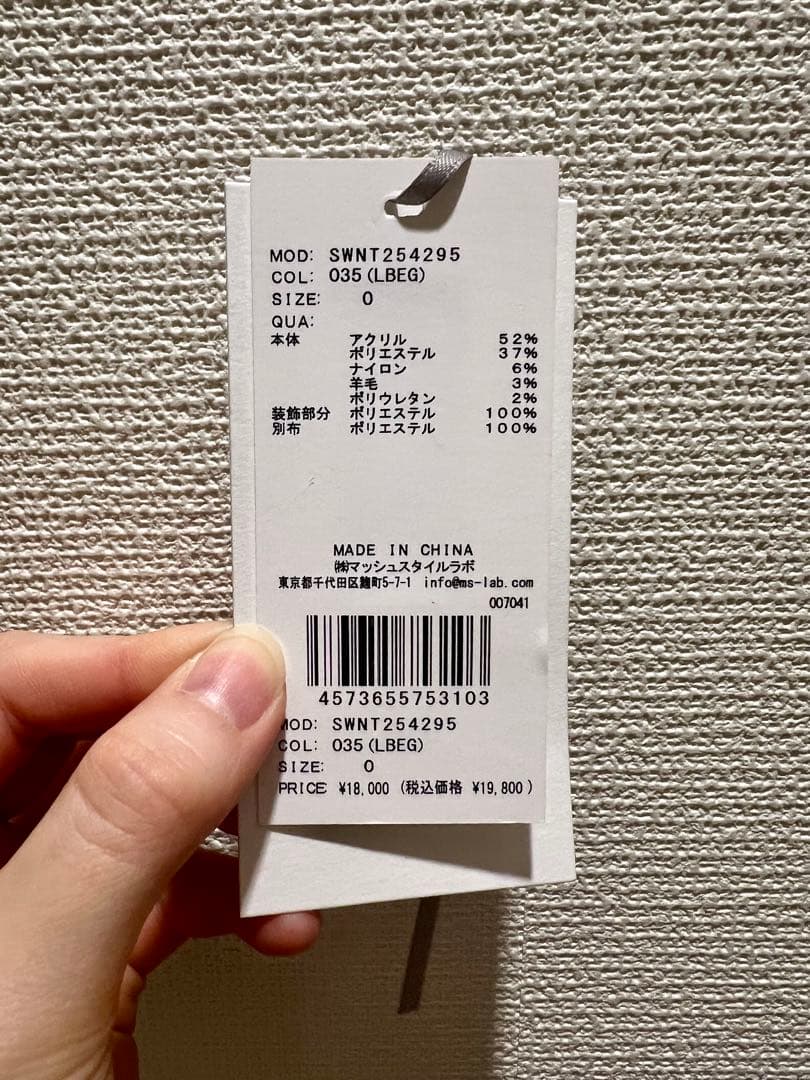 MOD: SWNT254295
COL: 035(LBEG)
SIZE: 0
QUA:
本体 アクリル 52%
ポリエステル 37%
ナイロン 6%
羊毛 3%
ポリウレタン 2%
装飾部分 ポリエステル 100%
別布 ポリエステル 100%
MADE IN CHINA
㈱マッシュスタイルラボ
東京都千代田区麹町5-7-1 info@ms-lab.com
007041
4573655753103
MOD: SWNT254295
COL: 035(LBEG)
SIZE: 0
PRICE: ¥18,000 (税込価格 ¥19,800)